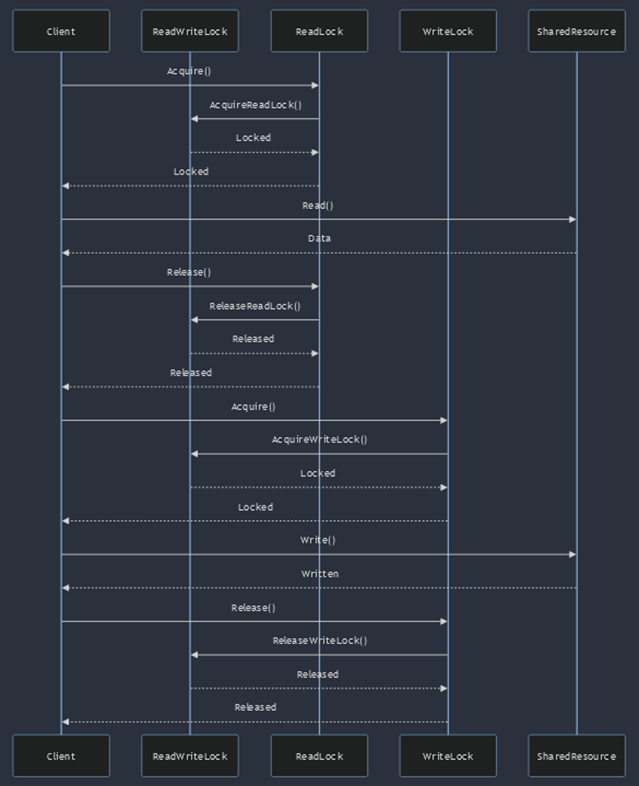 Client ReadWriteLock ReadLock WriteLock SharedResource
Acquire()
AcquireReadLock()
Locked
Locked
Read()
Data
Release()
ReleaseReadLock()
Released
Released
Acquire()
AcquireWriteLock()
Locked
Locked
Write()
Written
Release()
ReleaseWriteLock()
Released
Released
Client ReadWriteLock ReadLock WriteLock SharedResource